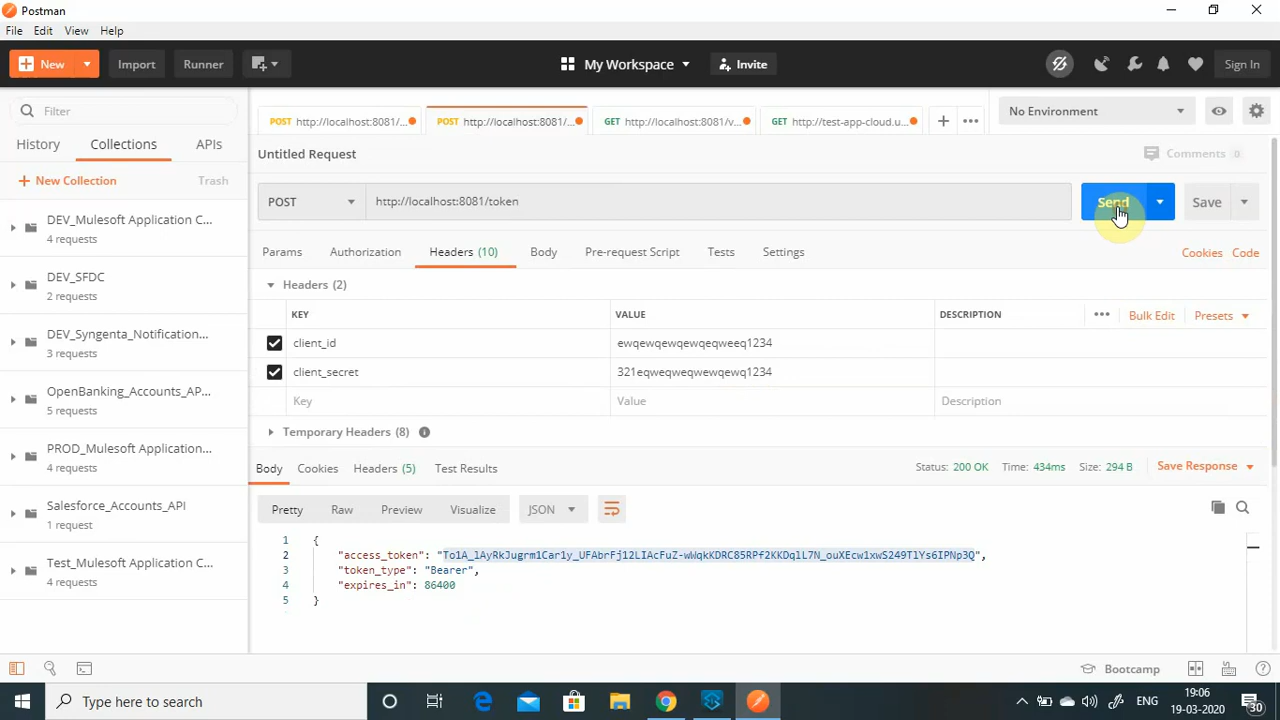 Postman
File Edit View Help
New Import Runner My Workspace Invite Sign In
Filter
History Collections APIs
New Collection Trash
DEV_Mulesoft Application C...
4 requests
DEV_SFDC
2 requests
DEV_Syngenta_Notification...
3 requests
OpenBanking_Accounts_AP...
5 requests
PROD_Mulesoft Application...
4 requests
Salesforce_Accounts_API
1 request
Test_Mulesoft Application C...
4 requests
POST http://localhost:8081/... POST http://localhost:8081/... GET http://localhost:8081/v... GET http://test-app-cloud.u... No Environment
Untitled Request Comments 0
POST http://localhost:8081/token Send Save
Params Authorization Headers (10) Body Pre-request Script Tests Settings Cookies Code
Headers (2)
KEY VALUE DESCRIPTION Bulk Edit Presets
client_id ewqewqewqewqeqweeq1234
client_secret 321eqweqweqwewqewq1234
Key Value Description
Temporary Headers (8)
Body Cookies Headers (5) Test Results Status: 200 OK Time: 434ms Size: 294 B Save Response
Pretty Raw Preview Visualize JSON
1 {
2 "access_token": "To1A_lAyRkJugrm1Car1y_UFAbrFj12LIAcFuZ-wWqkKDRC85RPf2KKDqlL7N_ouXEcw1xwS249TlYs6IPNp3Q",
3 "token_type": "Bearer",
4 "expires_in": 86400
5 }
Bootcamp
Type here to search ENG 19:06
19-03-2020 30